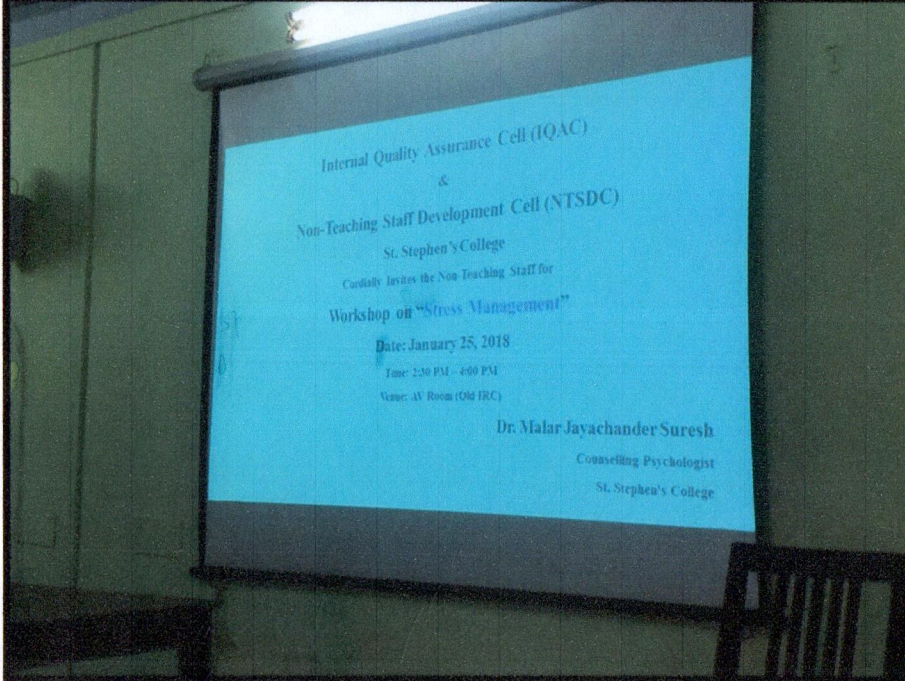 Internal Quality Assurance Cell (IQAC)
&
Non-Teaching Staff Development Cell (NTSDC)
St. Stephen's College
Cordially Invites the Non-Teaching Staff for
Workshop on “Stress Management”
Date: January 25, 2018
Time: 2:30 PM – 4:00 PM
Venue: AV Room (Old IRC)
Dr. Malar Jayachander Suresh
Counselling Psychologist
St. Stephen's College